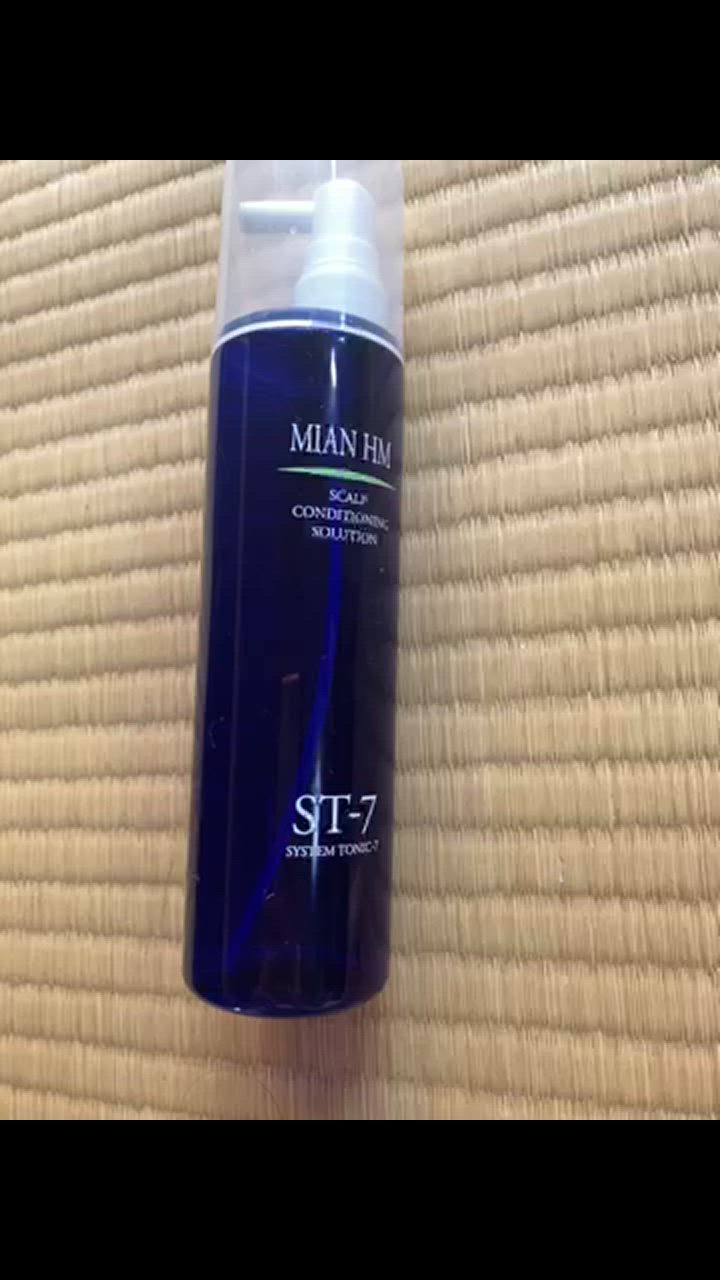 MIAN HM
SCALP
CONDITIONING
SOLUTION
ST-7
SYSTEM TONIC-7